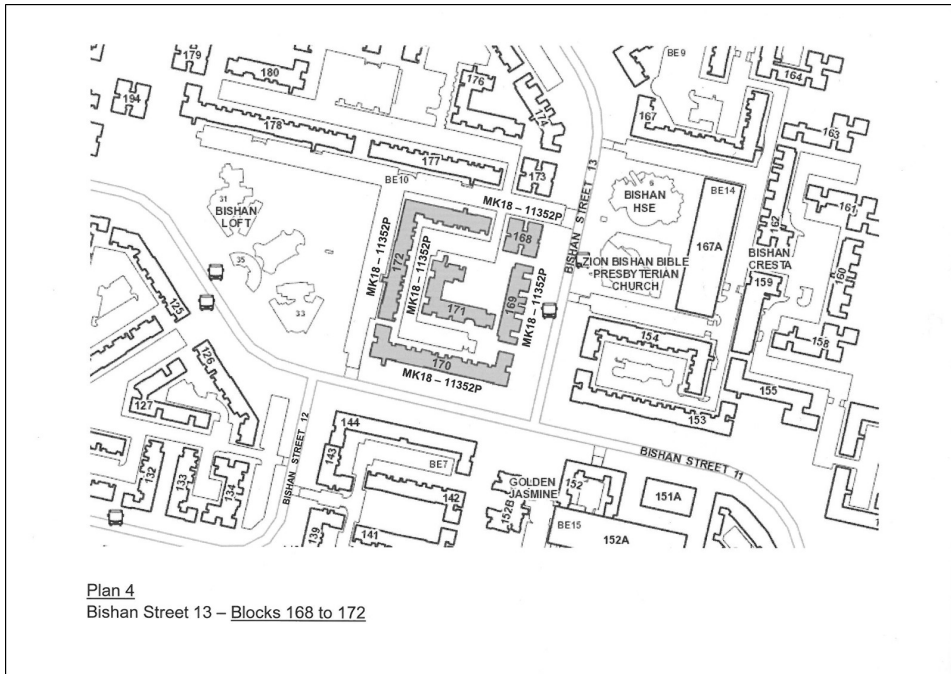 179
180
176
BE9
164
194
178
174
167
163
177
173
BE10
31
BISHAN
LOFT
6
BISHAN
HSE
BE14
161
MK18 – 11352P
168
162
172
MK18 – 11352P
MK18 – 11352P
BISHAN STREET 13
ZION BISHAN BIBLE
PRESBYTERIAN
CHURCH
167A
BISHAN
CRESTA
159
160
35
33
125
171
169
MK18 – 11352P
154
158
126
170
MK18 – 11352P
155
127
153
144
BISHAN STREET 12
143
BE7
BISHAN STREET 11
132
133
134
142
GOLDEN
JASMINE
152
151A
152B
139
141
BE15
152A
Plan 4
Bishan Street 13 – Blocks 168 to 172